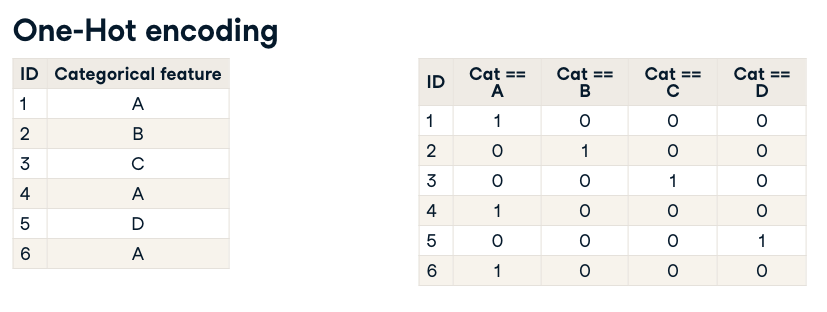 One-Hot encoding
ID Categorical feature
1 A
2 B
3 C
4 A
5 D
6 A
ID Cat == A Cat == B Cat == C Cat == D
1 1 0 0 0
2 0 1 0 0
3 0 0 1 0
4 1 0 0 0
5 0 0 0 1
6 1 0 0 0